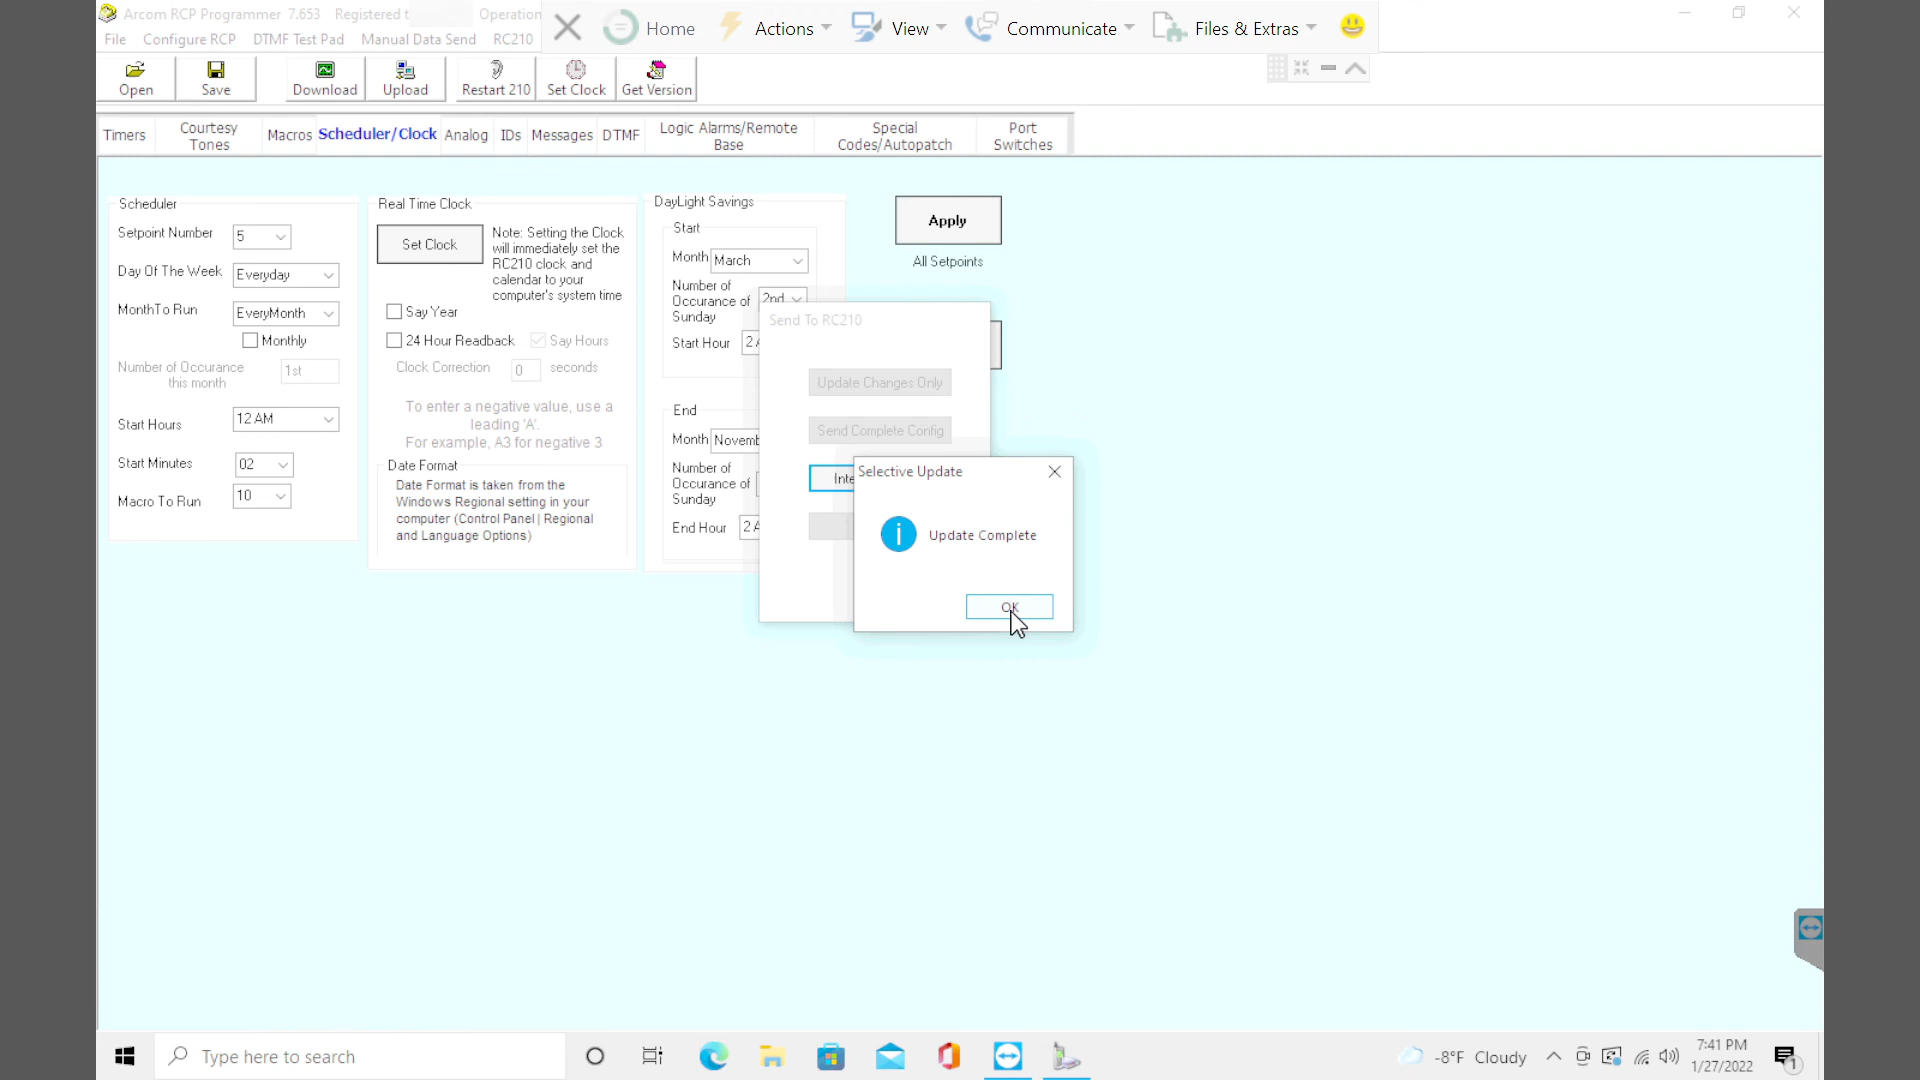 Arcom RCP Programmer 7.653 Registered t Operation
Home Actions View Communicate Files & Extras
File Configure RCP DTMF Test Pad Manual Data Send RC210
Open Save Download Upload Restart 210 Set Clock Get Version
Timers Courtesy Tones Macros Scheduler/Clock Analog IDs Messages DTMF Logic Alarms/Remote Base Special Codes/Autopatch Port Switches
Scheduler
Setpoint Number 5
Day Of The Week Everyday
MonthTo Run EveryMonth
Monthly
Number of Occurance this month 1st
Start Hours 12 AM
Start Minutes 02
Macro To Run 10
Real Time Clock
Set Clock
Note: Setting the Clock
will immediately set the
RC210 clock and
calendar to your
computer's system time
Say Year
24 Hour Readback Say Hours
Clock Correction 0 seconds
To enter a negative value, use a
leading 'A'.
For example, A3 for negative 3
Date Format
Date Format is taken from the
Windows Regional setting in your
computer (Control Panel | Regional
and Language Options)
DayLight Savings
Start
Month March
Number of
Occurance of 2nd
Sunday
Start Hour 2 A
End
Month Novemb
Number of
Occurance of
Sunday
End Hour 2 A
Apply
All Setpoints
Send To RC210
Update Changes Only
Send Complete Config
Inte
Selective Update
Update Complete
OK
Type here to search
-8°F Cloudy
7:41 PM
1/27/2022
1